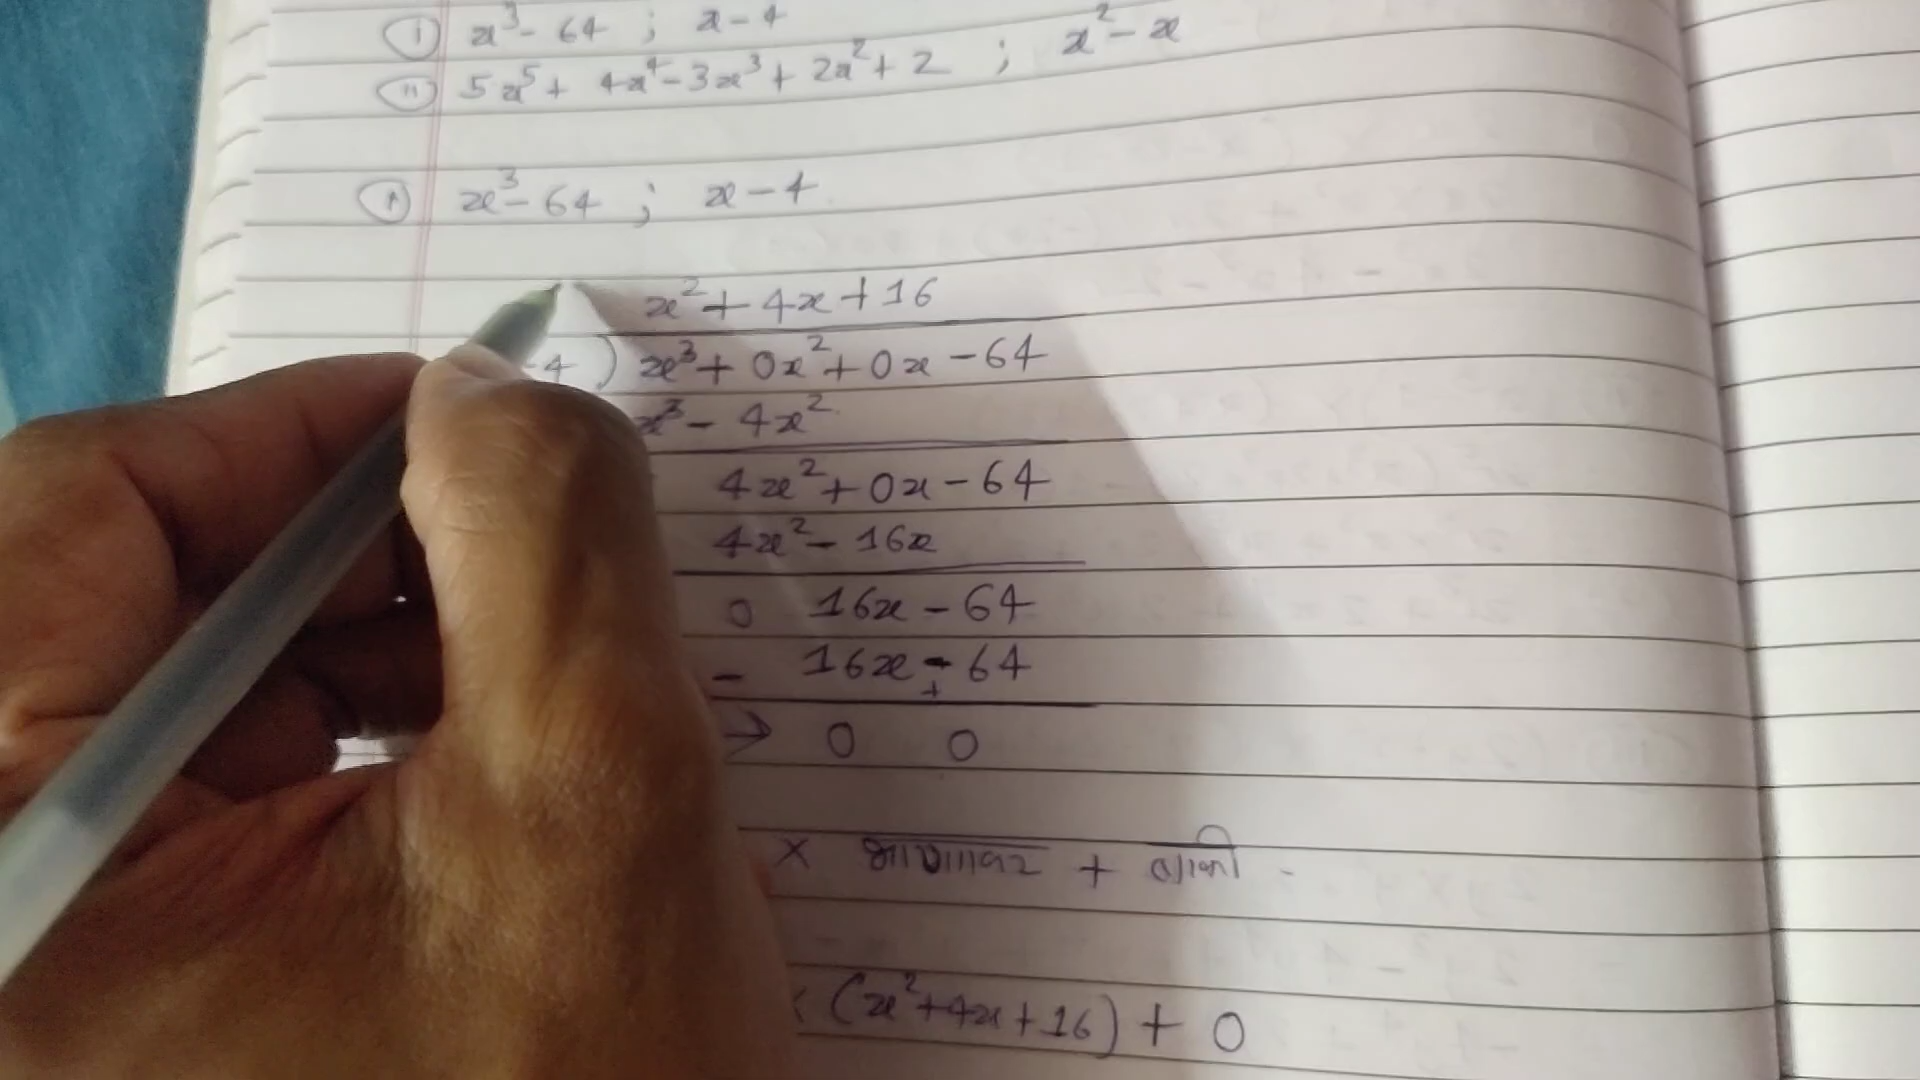 (i) x³ - 64 ; x - 4
(ii) 5x⁵ + 4x⁴ - 3x³ + 2x² + 2 ; x² - x
(i) x³ - 64 ; x - 4
x² + 4x + 16
-4 ) x³ + 0x² + 0x - 64
x³ - 4x²
4x² + 0x - 64
4x² - 16x
0 16x - 64
- 16x - 64
+
→ 0 0
× भागाकार + बाकी
(x² + 4x + 16) + 0